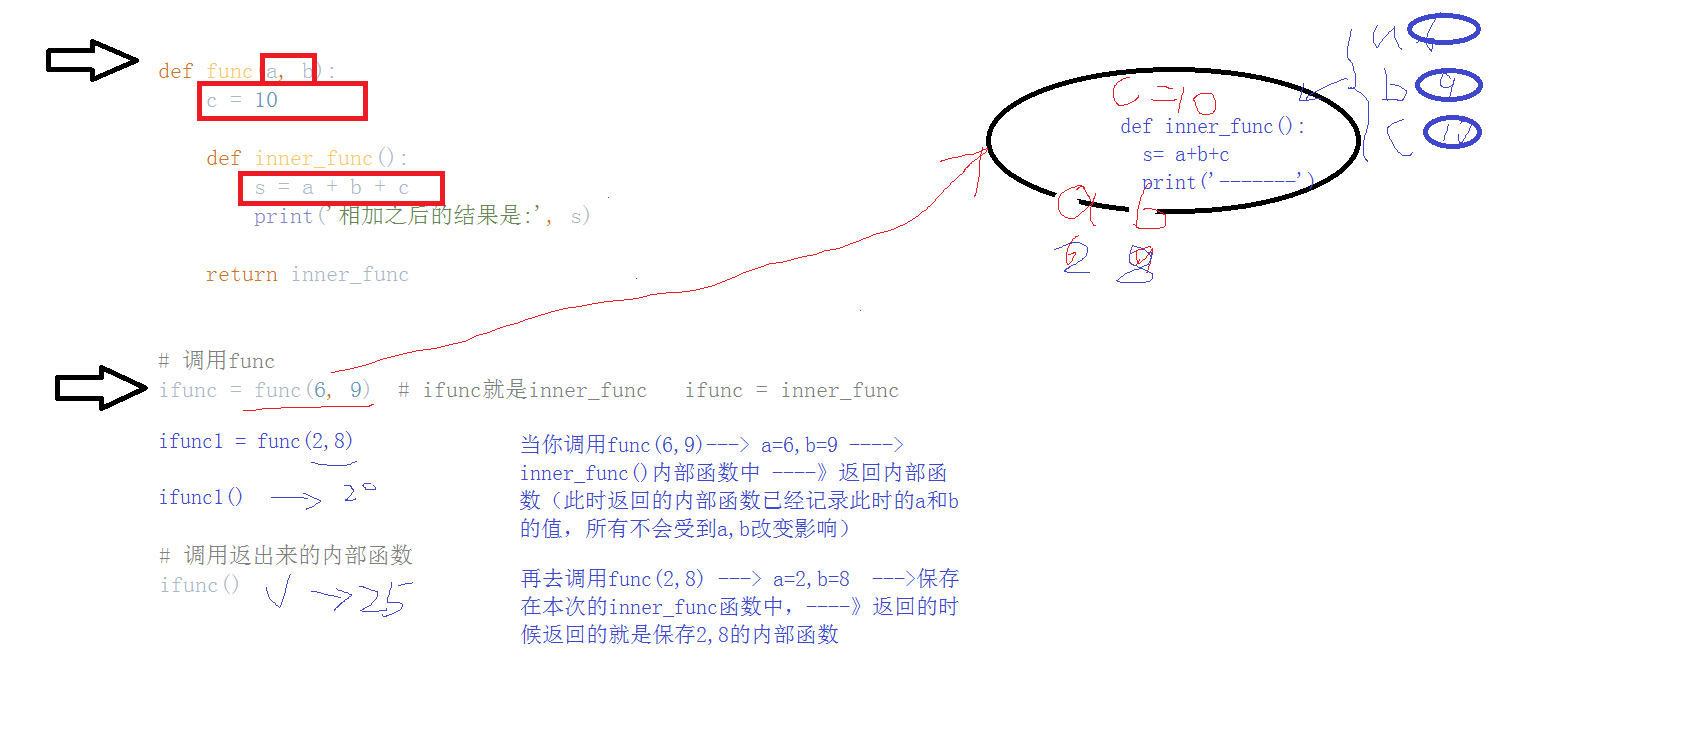 def func(a, b):
c = 10
def inner_func():
s = a + b + c
print('相加之后的结果是:', s)
return inner_func
# 调用func
ifunc = func(6, 9) # ifunc就是inner_func ifunc = inner_func
ifunc1 = func(2,8)
ifunc1() 20
# 调用返出来的内部函数
ifunc() 25
当你调用func(6,9)---> a=6,b=9 ---->
inner_func()内部函数中 ----》返回内部函
数（此时返回的内部函数已经记录此时的a和b
的值，所有不会受到a,b改变影响）
再去调用func(2,8) ---> a=2,b=8 --->保存
在本次的inner_func函数中，----》返回的时
候返回的就是保存2,8的内部函数
c =10
def inner_func():
s= a+b+c
print('-------')
a b
a
b 9
c 10